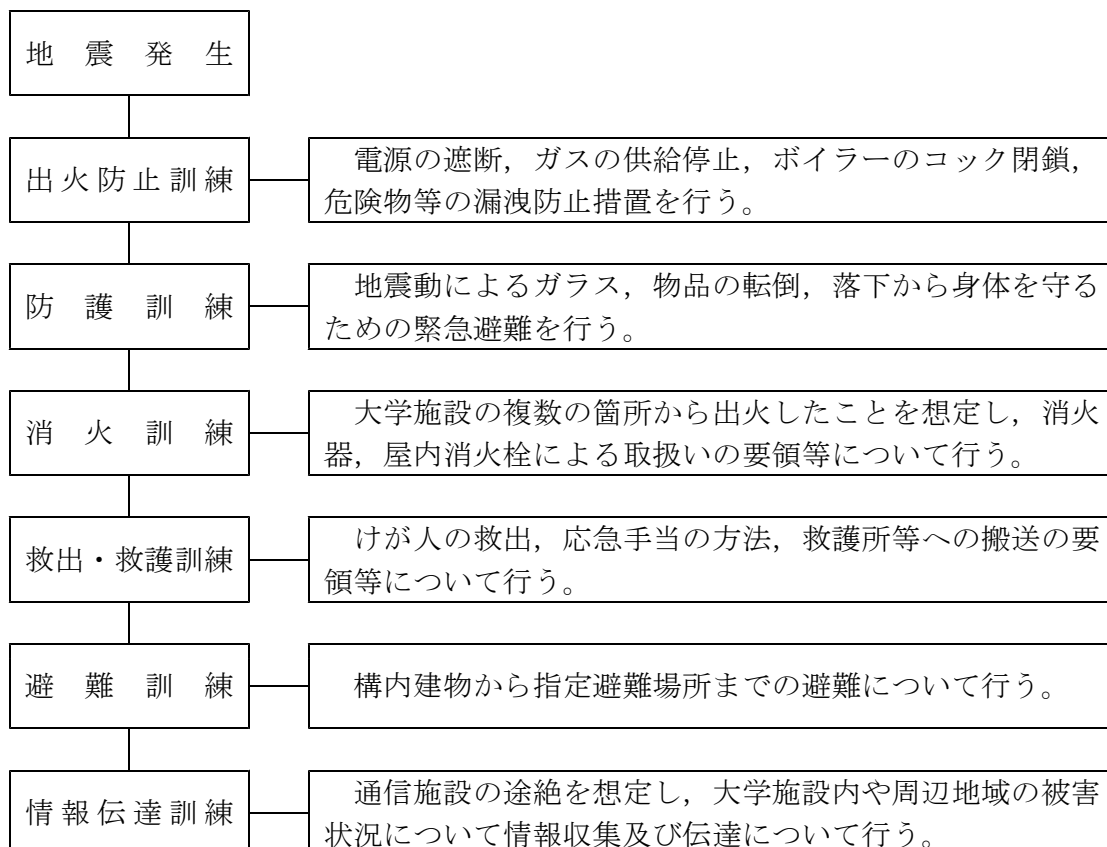 地震発生
出火防止訓練
電源の遮断，ガスの供給停止，ボイラーのコック閉鎖，
危険物等の漏洩防止措置を行う。
防護訓練
地震動によるガラス，物品の転倒，落下から身体を守る
ための緊急避難を行う。
消火訓練
大学施設の複数の箇所から出火したことを想定し，消火
器，屋内消火栓による取扱いの要領等について行う。
救出・救護訓練
けが人の救出，応急手当の方法，救護所等への搬送の要
領等について行う。
避難訓練
構内建物から指定避難場所までの避難について行う。
情報伝達訓練
通信施設の途絶を想定し，大学施設内や周辺地域の被害
状況について情報収集及び伝達について行う。